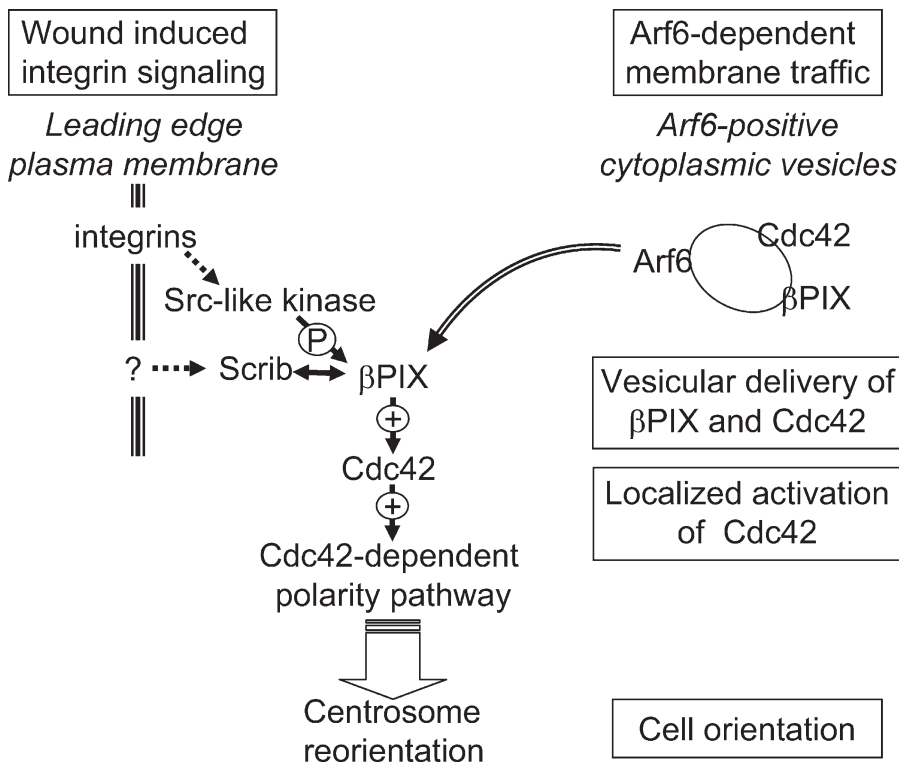 Wound induced
integrin signaling
Arf6-dependent
membrane traffic
Leading edge
plasma membrane
Arf6-positive
cytoplasmic vesicles
integrins
Cdc42
Arf6
βPIX
Src-like kinase
P
? Scrib βPIX
Vesicular delivery of
βPIX and Cdc42
+
Cdc42
Localized activation
of Cdc42
+
Cdc42-dependent
polarity pathway
Centrosome
reorientation
Cell orientation